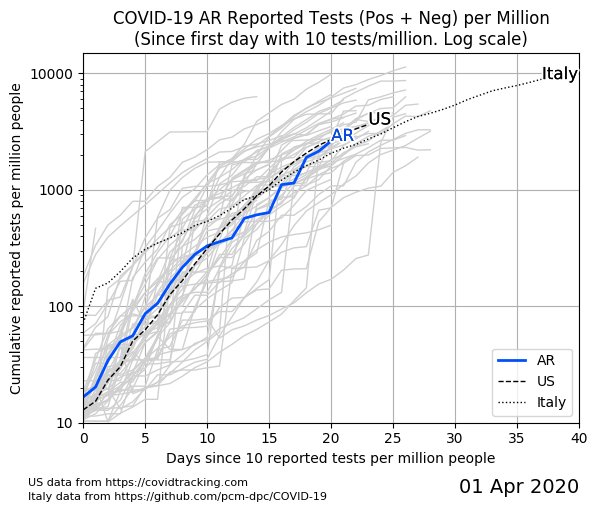 COVID-19 AR Reported Tests (Pos + Neg) per Million
(Since first day with 10 tests/million. Log scale)
Cumulative reported tests per million people
10000
1000
100
10
Italy
US
AR
AR
US
Italy
0 5 10 15 20 25 30 35 40
Days since 10 reported tests per million people
US data from https://covidtracking.com
Italy data from https://github.com/pcm-dpc/COVID-19
01 Apr 2020